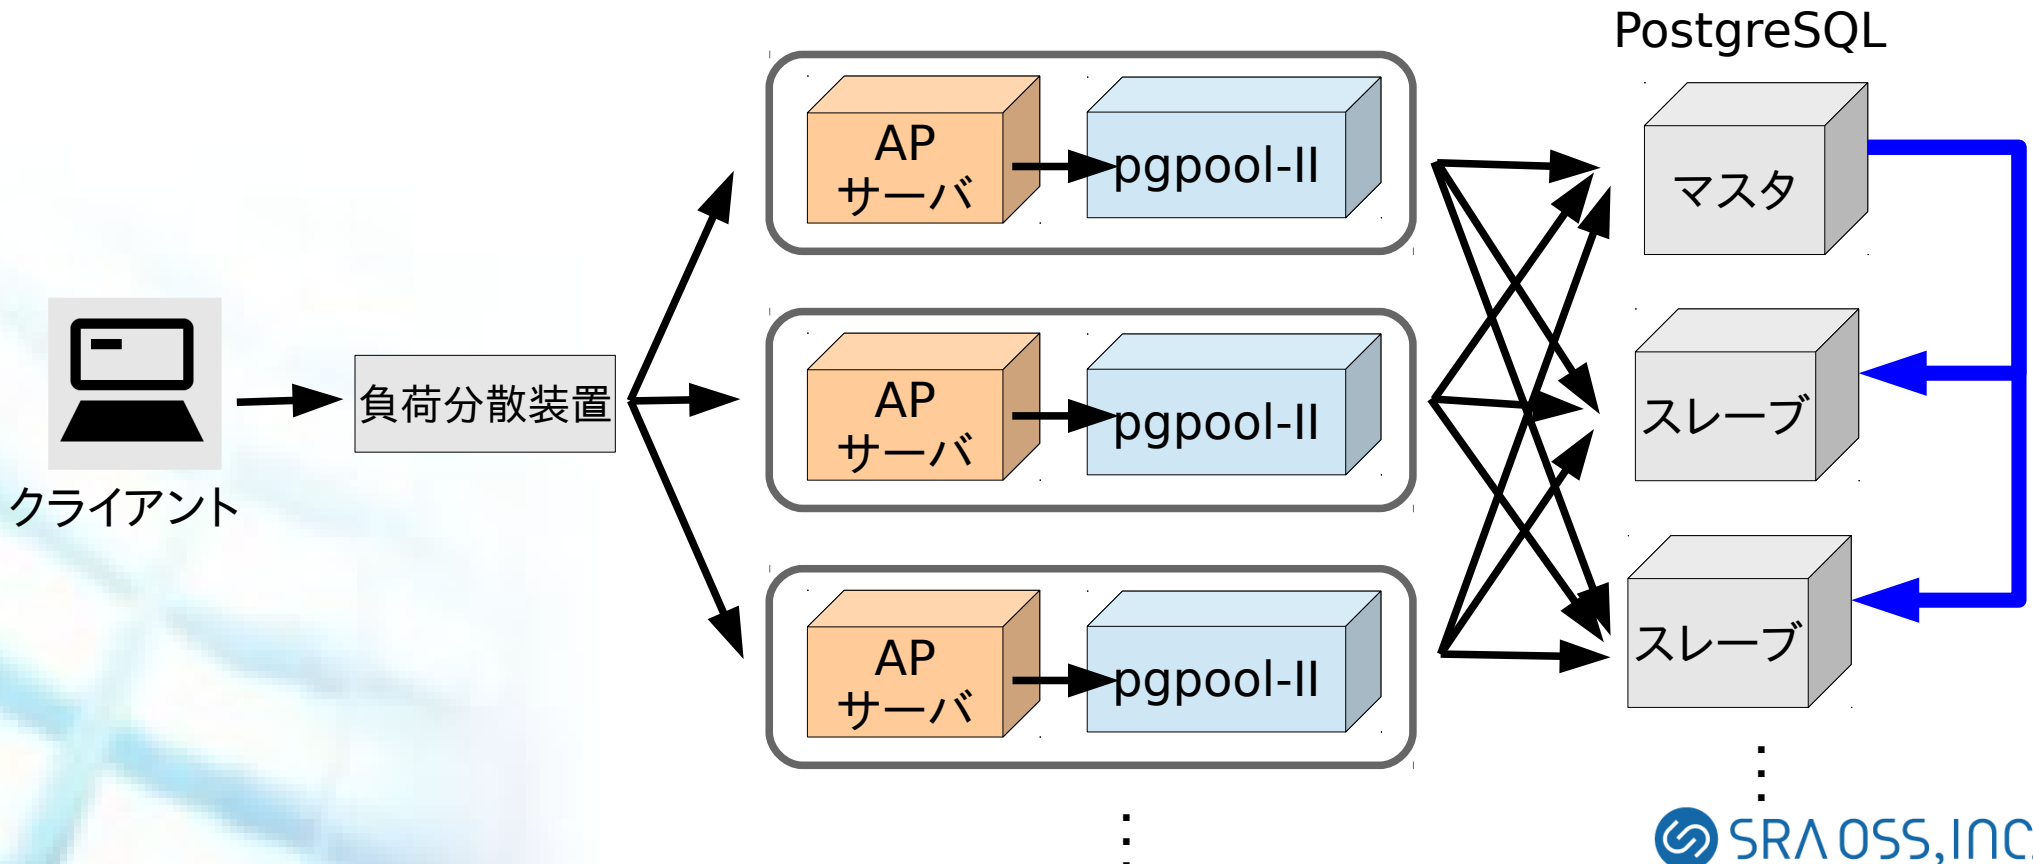 PostgreSQL
AP
サーバ
pgpool-II
マスタ
クライアント
負荷分散装置
AP
サーバ
pgpool-II
スレーブ
AP
サーバ
pgpool-II
スレーブ
SRA OSS, INC.